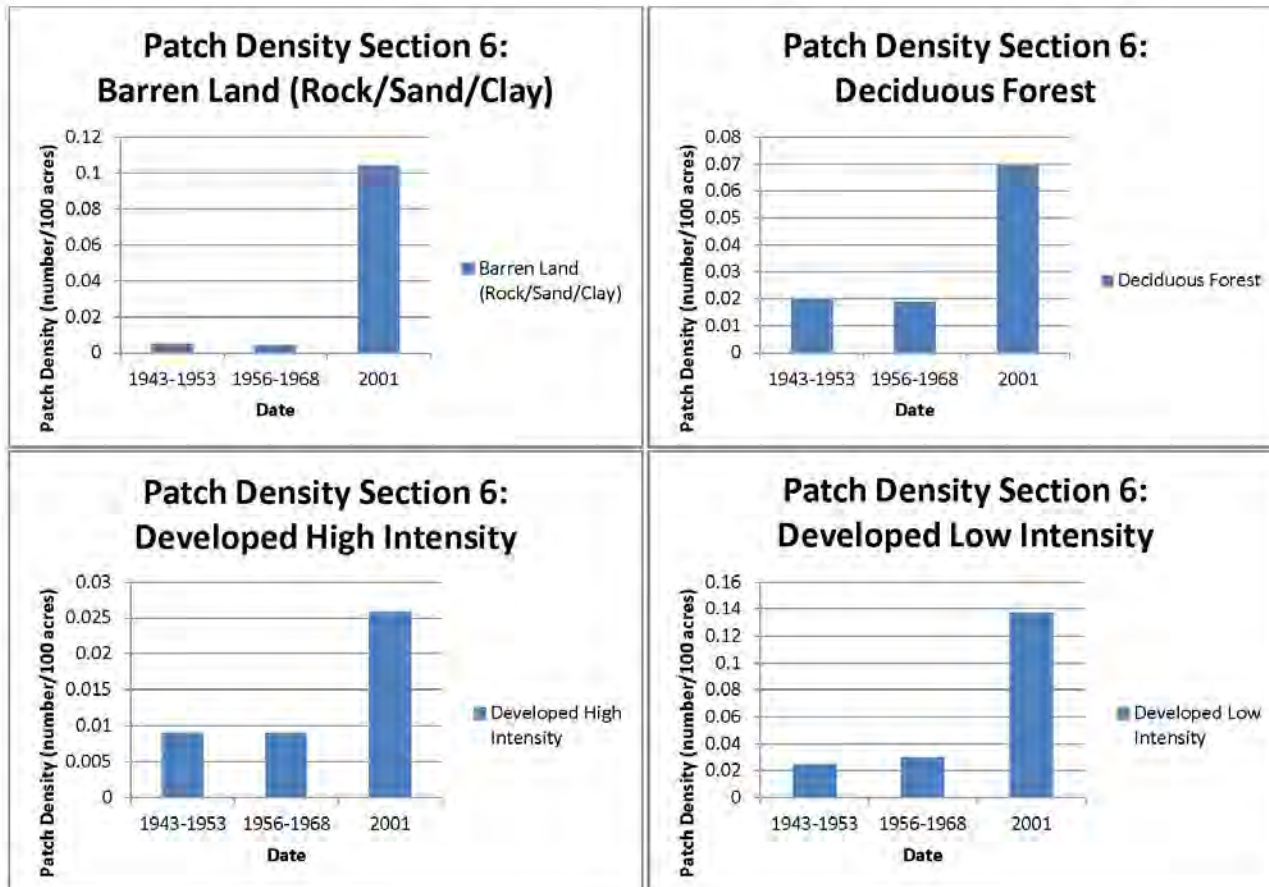 Patch Density Section 6:
Barren Land (Rock/Sand/Clay)
Patch Density (number/100 acres)
0.12
0.1
0.08
0.06
0.04
0.02
0
1943-1953
1956-1968
2001
Date
Barren Land
(Rock/Sand/Clay)
Patch Density Section 6:
Deciduous Forest
Patch Density (number/100 acres)
0.08
0.07
0.06
0.05
0.04
0.03
0.02
0.01
0
1943-1953
1956-1968
2001
Date
Deciduous Forest
Patch Density Section 6:
Developed High Intensity
Patch Density (number/100 acres)
0.03
0.025
0.02
0.015
0.01
0.005
0
1943-1953
1956-1968
2001
Date
Developed High
Intensity
Patch Density Section 6:
Developed Low Intensity
Patch Density (number/100 acres)
0.16
0.14
0.12
0.1
0.08
0.06
0.04
0.02
0
1943-1953
1956-1968
2001
Date
Developed Low
Intensity